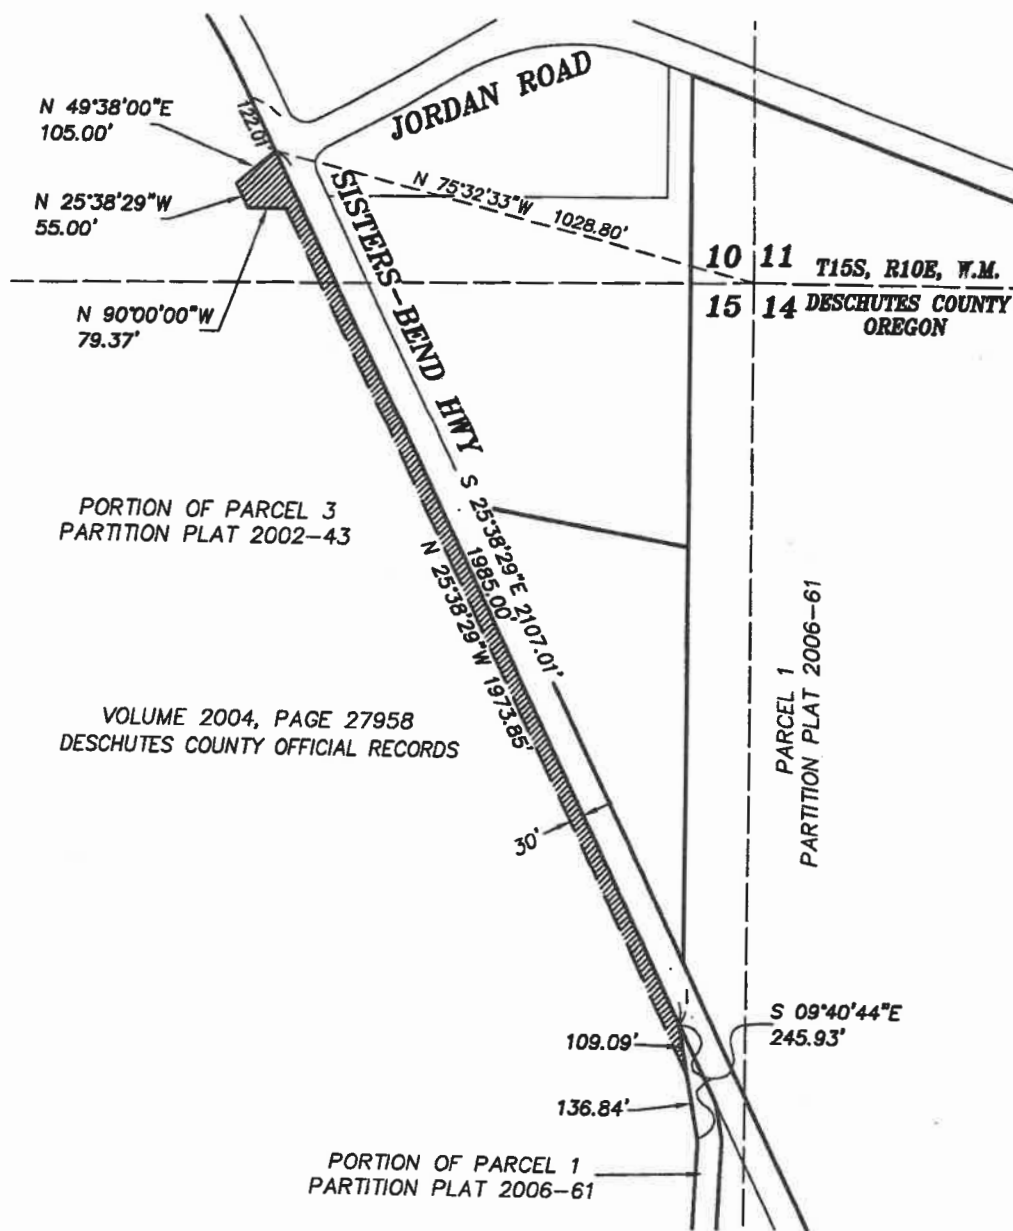 JORDAN ROAD
N 49°38'00"E
105.00'
122.01'
N 25°38'29"W
55.00'
N 75°32'33"W 1028.80'
SISTERS-BEND HWY
10 11
T15S, R10E, W.M.
15 14
DESCHUTES COUNTY
OREGON
N 90°00'00"W
79.37'
S 25°38'29"E 2107.01'
1985.00'
N 25°38'29"W 1973.85'
PORTION OF PARCEL 3
PARTITION PLAT 2002-43
PARCEL 1
PARTITION PLAT 2006-61
VOLUME 2004, PAGE 27958
DESCHUTES COUNTY OFFICIAL RECORDS
30'
S 09°40'44"E
245.93'
109.09'
136.84'
PORTION OF PARCEL 1
PARTITION PLAT 2006-61